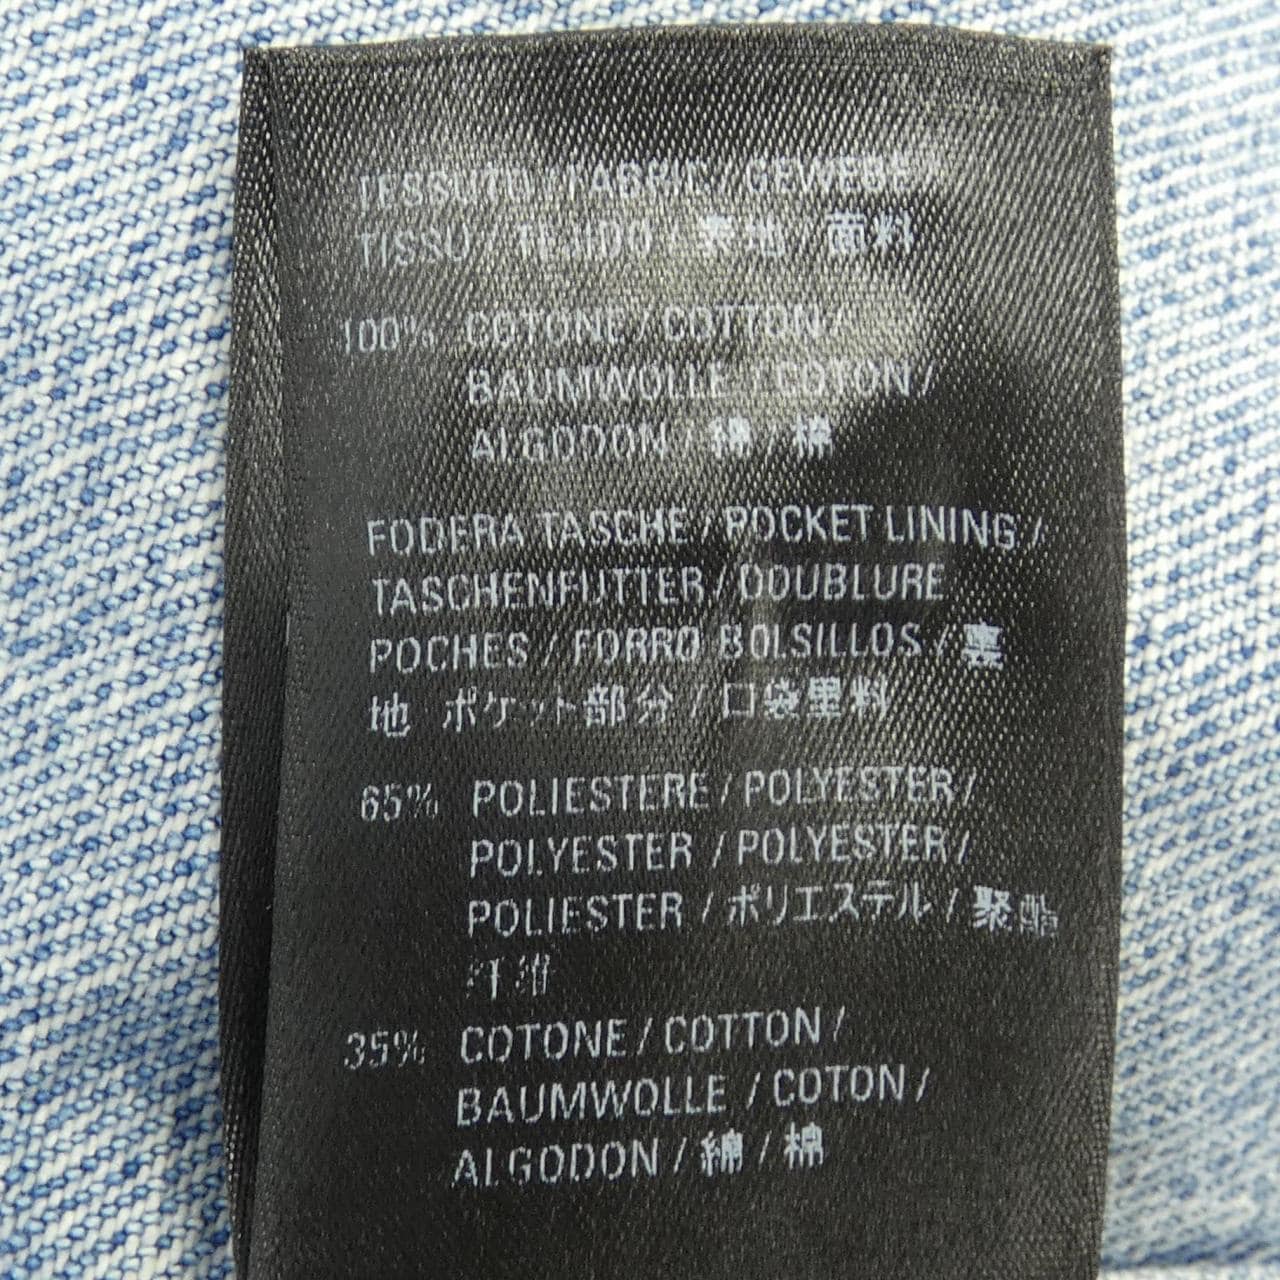 TESSUTO / FABRIC / GEWEBE /
TISSU / TEJIDO / 表地 / 面料
100% COTONE / COTTON /
BAUMWOLLE / COTON /
ALGODON / 綿 / 棉
FODERA TASCHE / POCKET LINING /
TASCHENFUTTER / DOUBLURE
POCHES / FORRO BOLSILLOS / 裏
地 ポケット部分 / 口袋里料
65% POLIESTERE / POLYESTER /
POLYESTER / POLYESTER /
POLIESTER / ポリエステル / 聚酯
纤维
35% COTONE / COTTON /
BAUMWOLLE / COTON /
ALGODON / 綿 / 棉